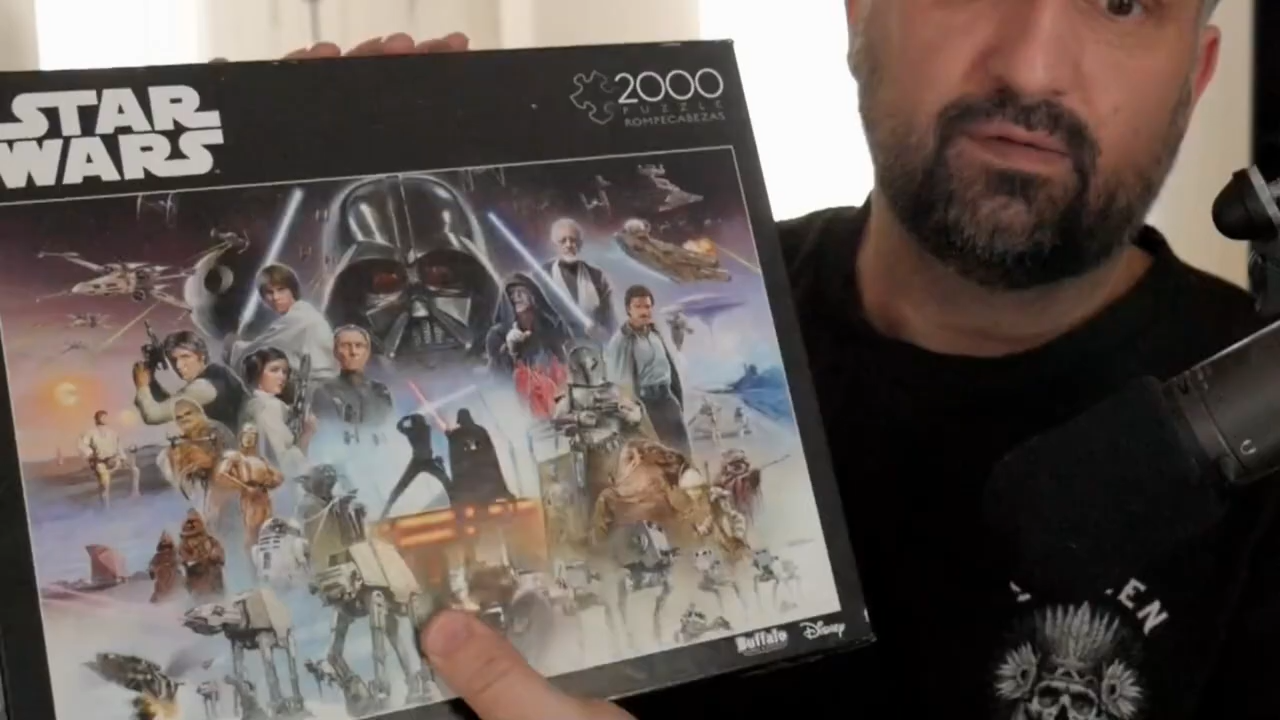 STAR
WARS
2000
PUZZLE
ROMPECABEZAS
Buffalo
Disney